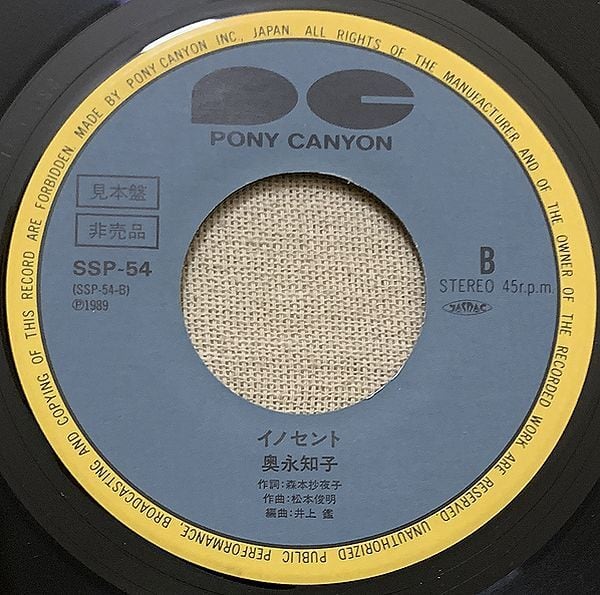 MADE BY PONY CANYON INC., JAPAN. ALL RIGHTS OF THE MANUFACTURER AND OF THE OWNER OF THE RECORDED WORK ARE RESERVED. UNAUTHORIZED PUBLIC PERFORMANCE, BROADCASTING AND COPYING OF THIS RECORD ARE FORBIDDEN.
PC
PONY CANYON
見本盤
非売品
SSP-54
(SSP-54-B)
Ⓟ1989
B
STEREO 45r.p.m.
JASRAC
イノセント
奥永知子
作詞:森本抄夜子
作曲:松本俊明
編曲:井上 鑑